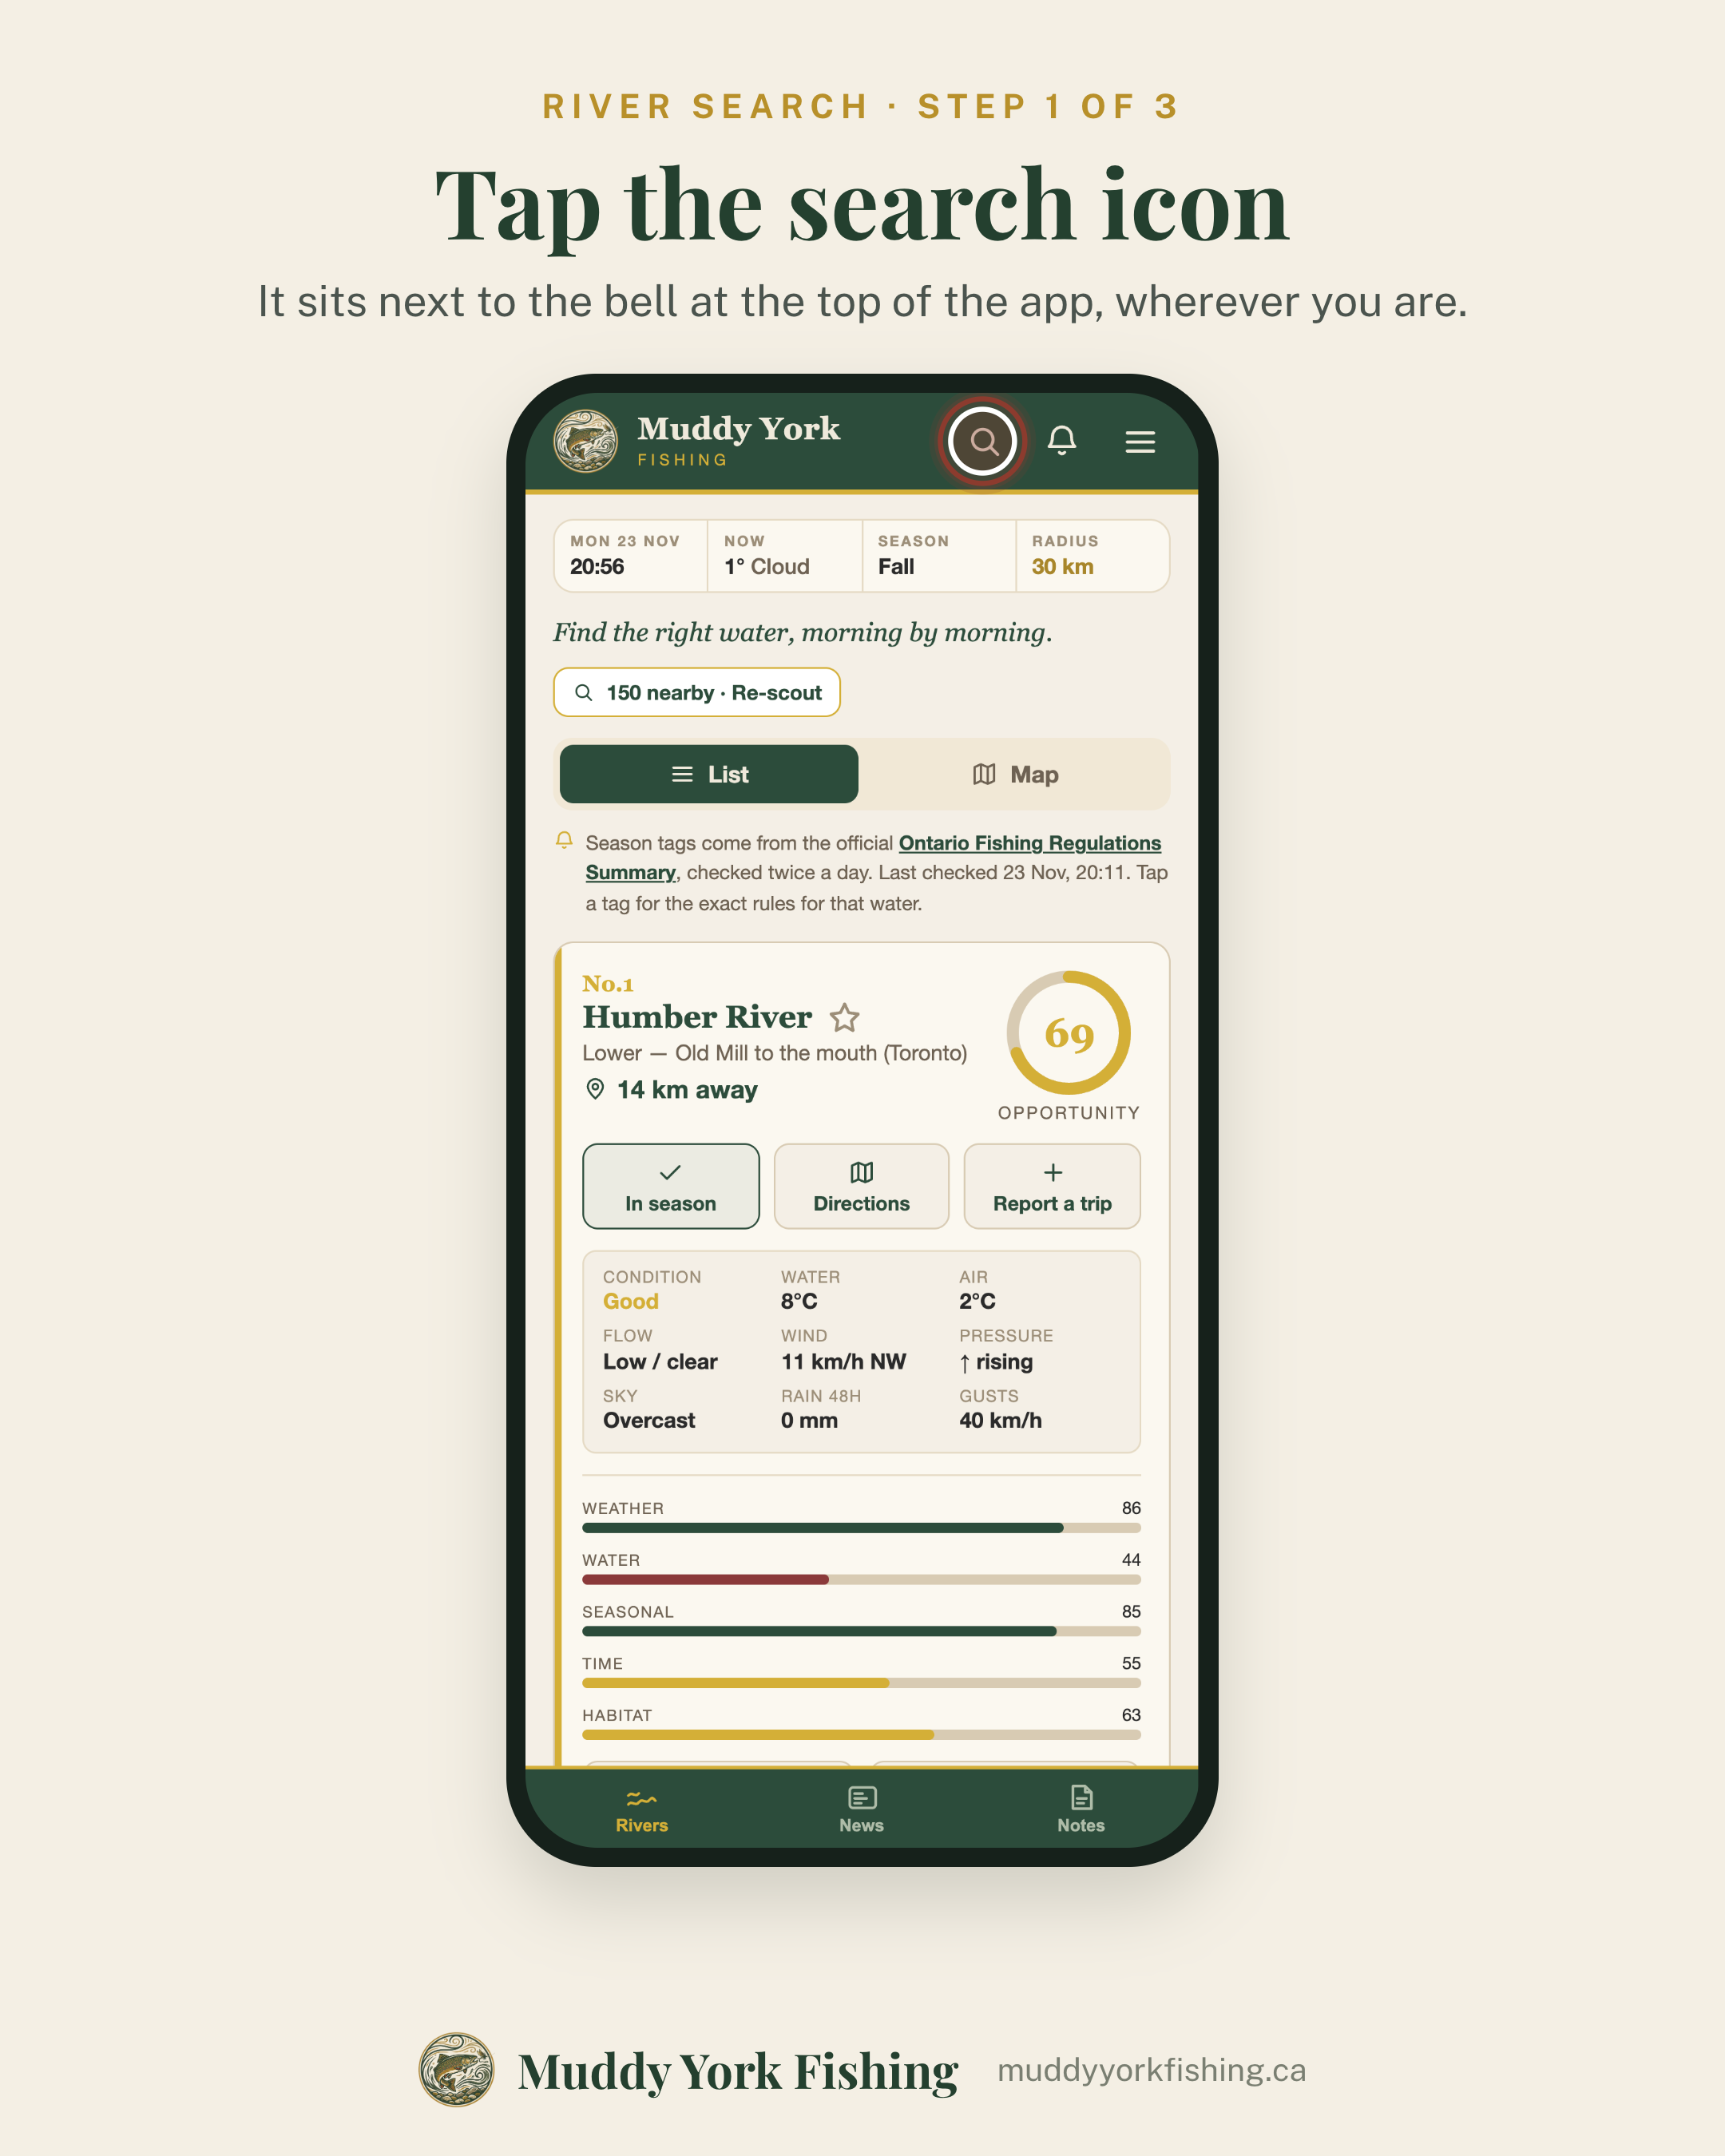 RIVER SEARCH · STEP 1 OF 3
Tap the search icon
It sits next to the bell at the top of the app, wherever you are.
Muddy York
FISHING
MON 23 NOV
20:56
NOW
1° Cloud
SEASON
Fall
RADIUS
30 km
Find the right water, morning by morning.
150 nearby · Re-scout
List
Map
Season tags come from the official Ontario Fishing Regulations
Summary, checked twice a day. Last checked 23 Nov, 20:11. Tap
a tag for the exact rules for that water.
No.1
Humber River
Lower — Old Mill to the mouth (Toronto)
14 km away
69
OPPORTUNITY
In season
Directions
Report a trip
CONDITION
Good
WATER
8°C
AIR
2°C
FLOW
Low / clear
WIND
11 km/h NW
PRESSURE
↑ rising
SKY
Overcast
RAIN 48H
0 mm
GUSTS
40 km/h
WEATHER 86
WATER 44
SEASONAL 85
TIME 55
HABITAT 63
Rivers
News
Notes
Muddy York Fishing
muddyyorkfishing.ca